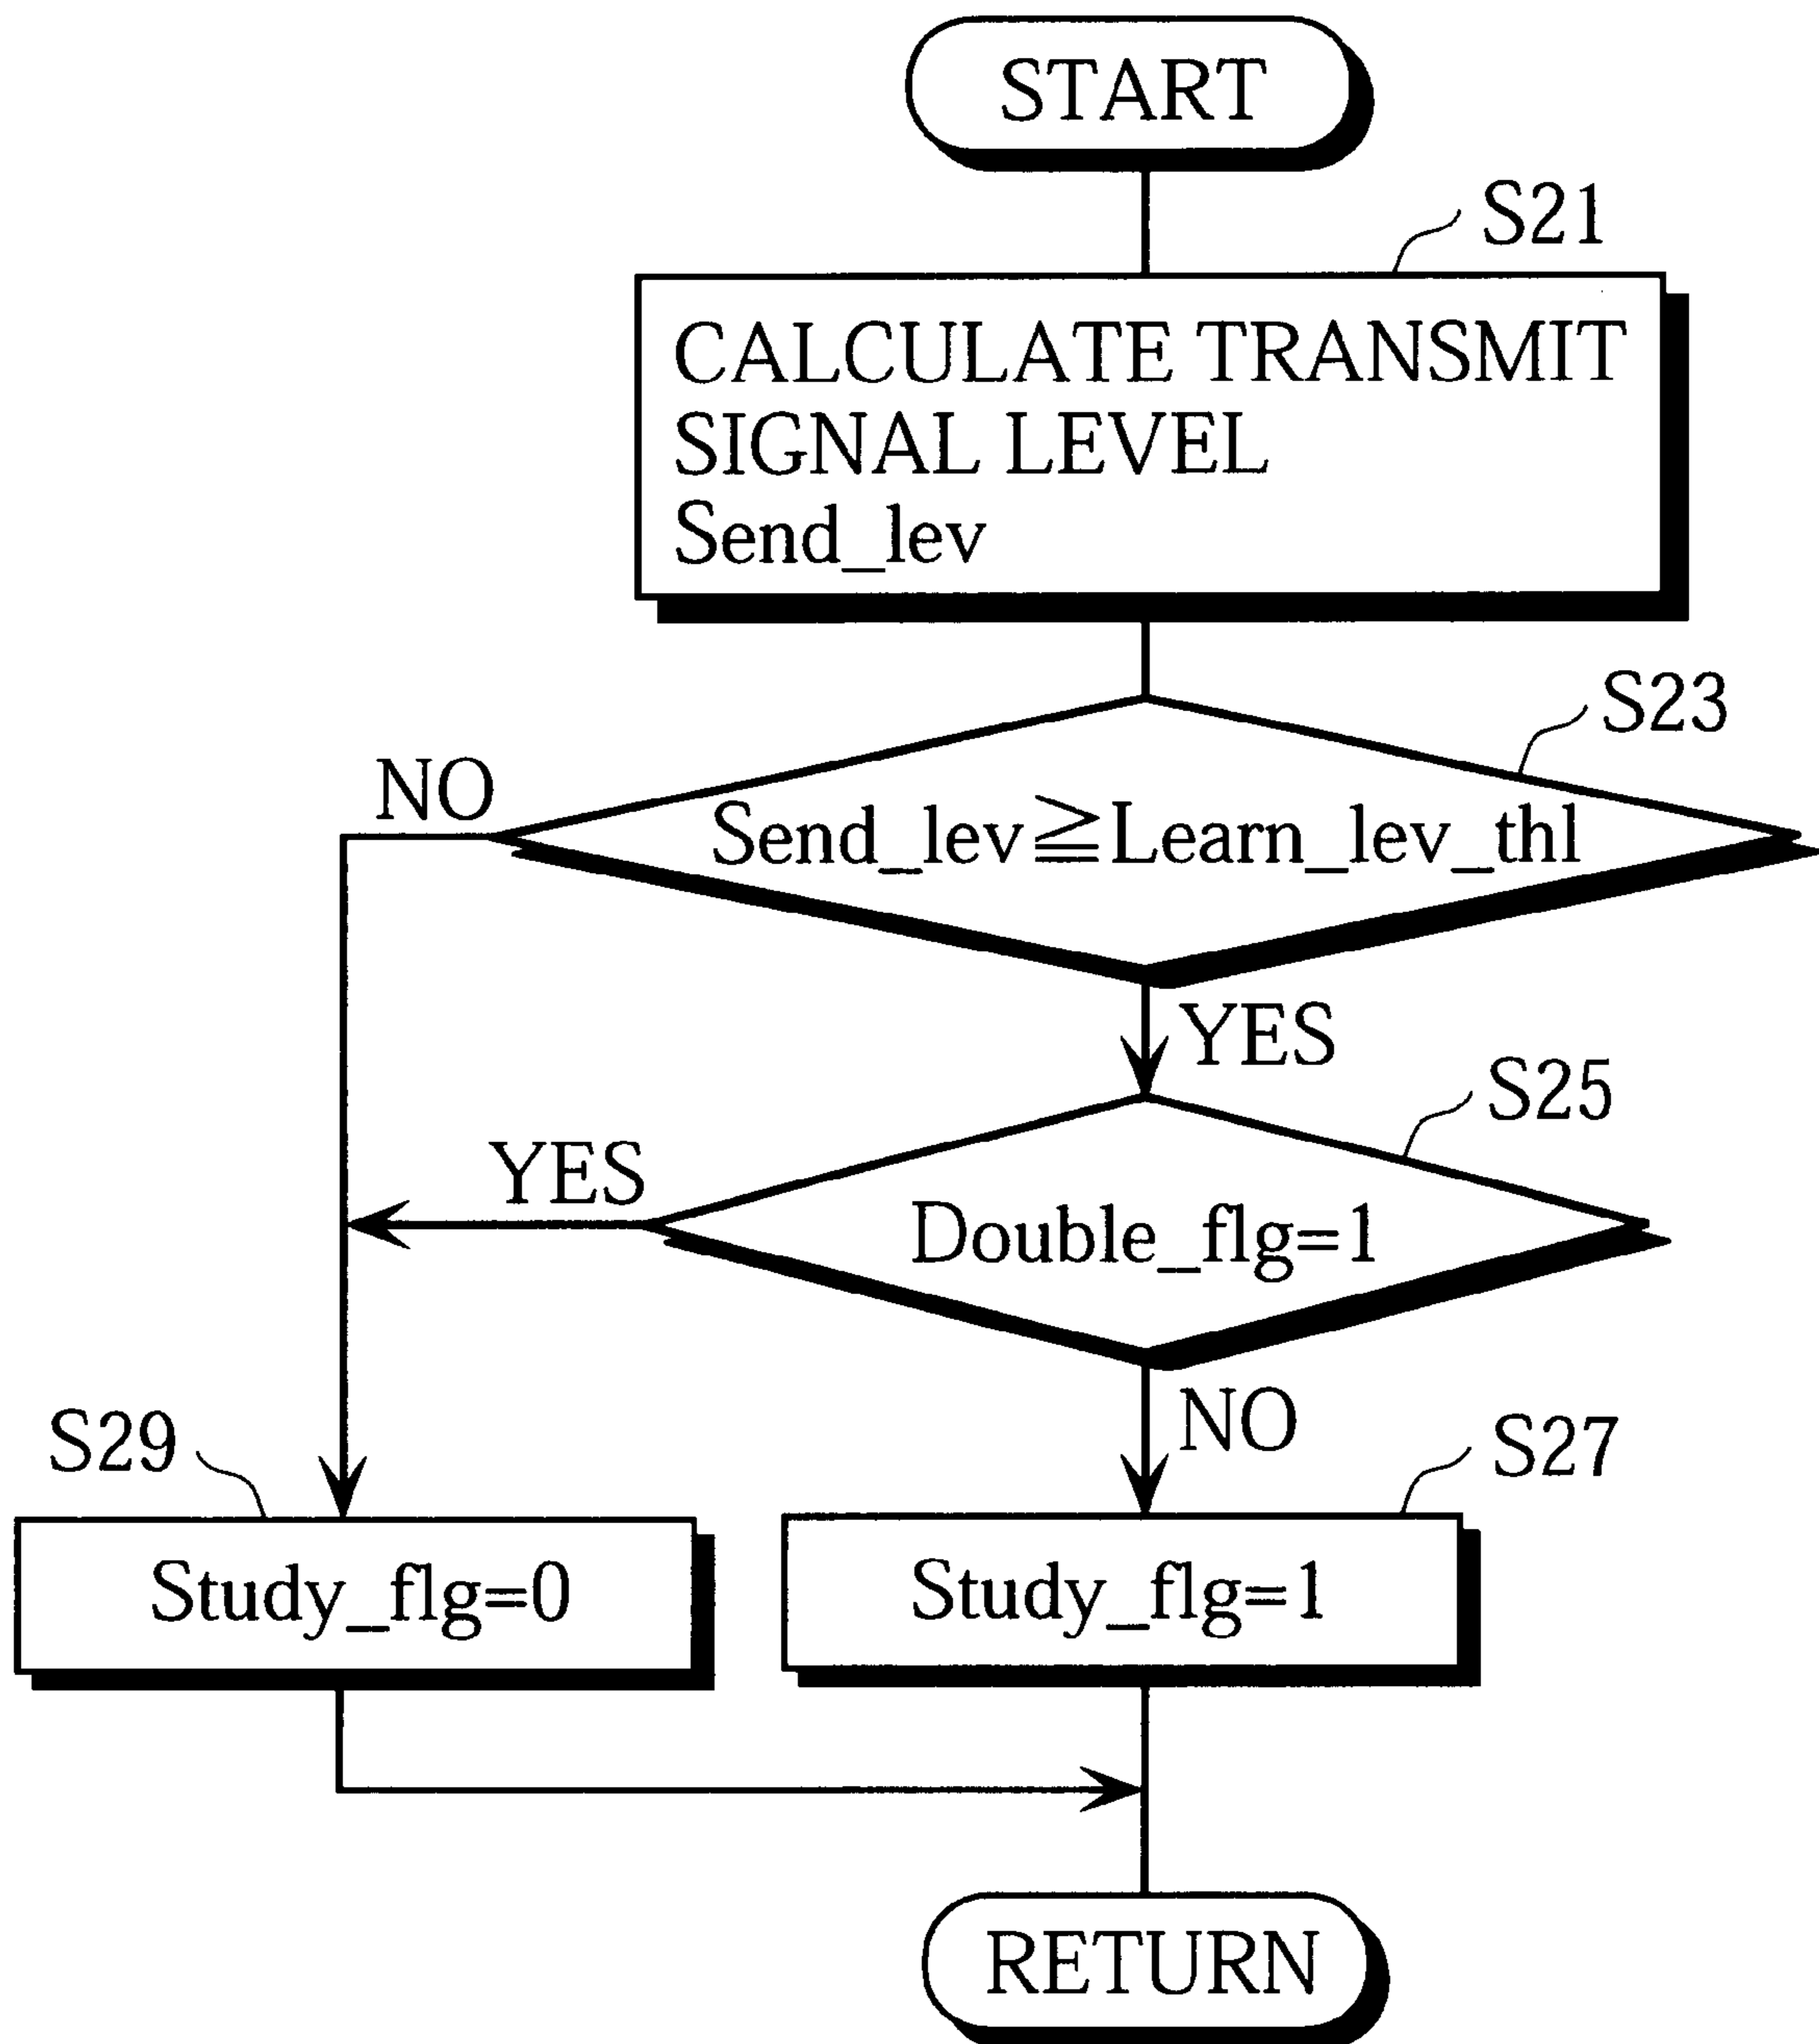 START
S21
CALCULATE TRANSMIT
SIGNAL LEVEL
Send_lev
S23
NO
Send_lev≧Learn_lev_thl
YES
S25
YES
Double_flg=1
NO
S29
S27
Study_flg=0
Study_flg=1
RETURN